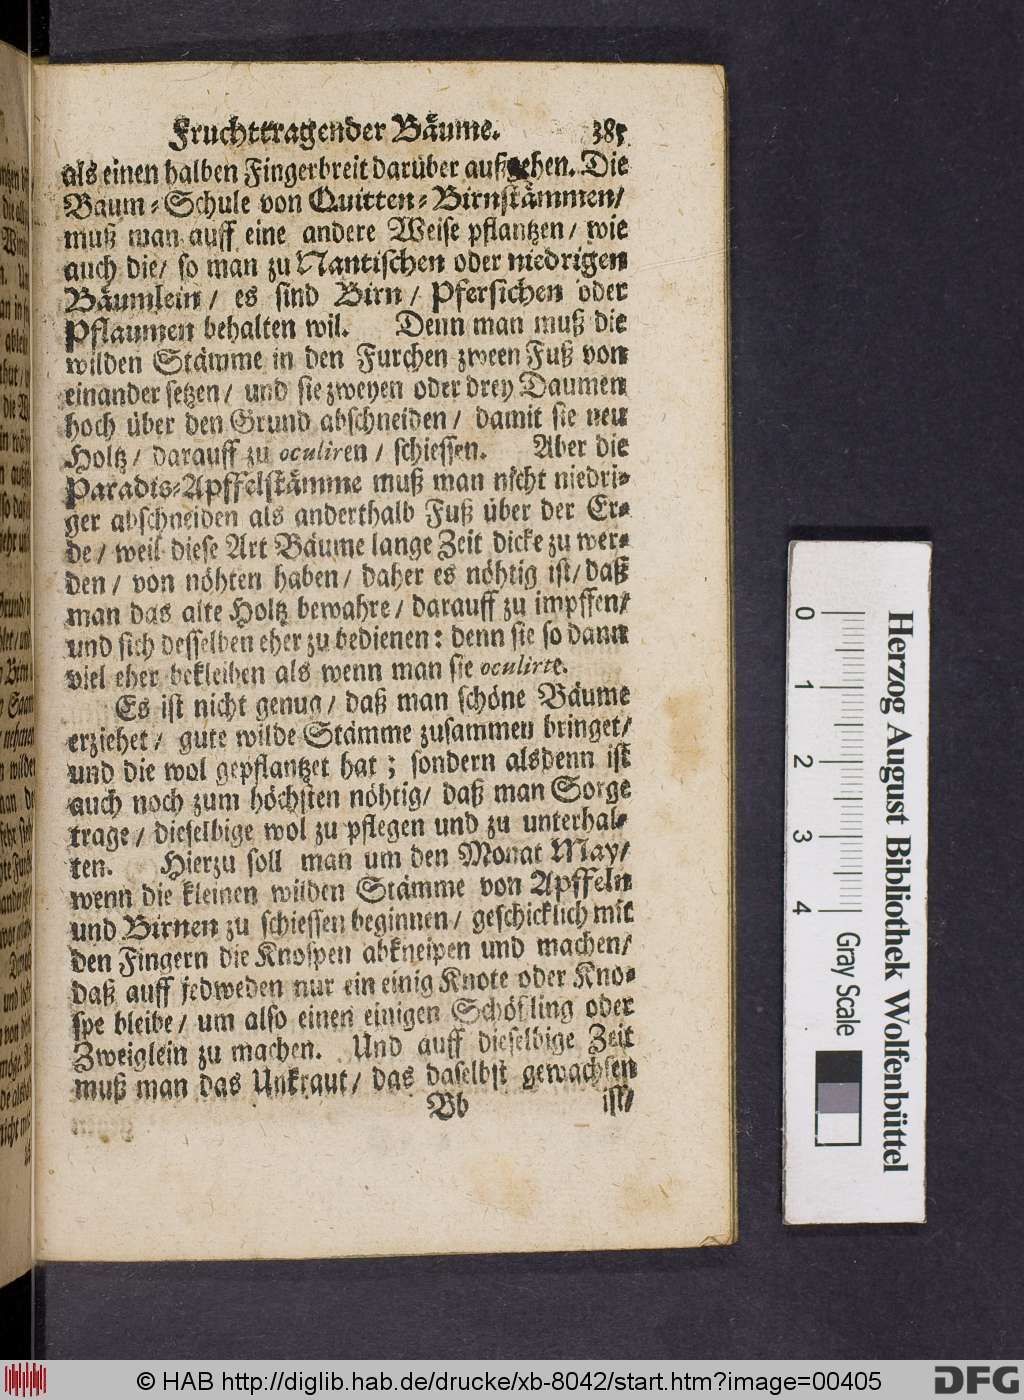 Fruchttragender Bäume. 385
als einen halben Fingerbreit darüber außgehen. Die
Baum-Schule von Quitten-Birnstämmen/
muß man auff eine andere Weise pflantzen/ wie
auch die/ so man zu Nantischen oder niedrigen
Bäumlein/ es sind Birn/ Pfersichen oder
Pflaumen behalten wil. Denn man muß die
wilden Stämme in den Furchen zween Fuß von
einander setzen/ und sie zweyen oder drey Daumen
hoch über den Grund abschneiden/ damit sie neu
Holtz/ darauff zu oculiren/ schiessen. Aber die
Paradis-Apffelstämme muß man nicht niedri-
ger abschneiden als anderthalb Fuß über der Er-
de/ weil diese Art Bäume lange Zeit dicke zu wer-
den/ von nöhten haben/ daher es nöhtig ist/ daß
man das alte Holtz bewahre/ darauff zu impffen/
und sich desselben eher zu bedienen: denn sie so dann
viel eher bekleiben als wenn man sie oculirte.
Es ist nicht genug/ daß man schöne Bäume
erziehet/ gute wilde Stämme zusammen bringet/
und die wol gepflantzet hat; sondern alsdenn ist
auch noch zum höchsten nöhtig/ daß man Sorge
trage/ dieselbige wol zu pflegen und zu unterhal-
ten. Hierzu soll man um den Monat May/
wenn die kleinen wilden Stämme von Apffeln
und Birnen zu schiessen beginnen/ geschicklich mit
den Fingern die Knospen abkneipen und machen/
daß auff jedweden nur ein einig Knote oder Kno-
spe bleibe/ um also einen einigen Schößling oder
Zweiglein zu machen. Und auff dieselbige Zeit
muß man das Unkraut/ das daselbst gewachsen
Bb ist/
0 1 2 3 4
Herzog August Bibliothek Wolfenbüttel
Gray Scale
© HAB http://diglib.hab.de/drucke/xb-8042/start.htm?image=00405
DFG